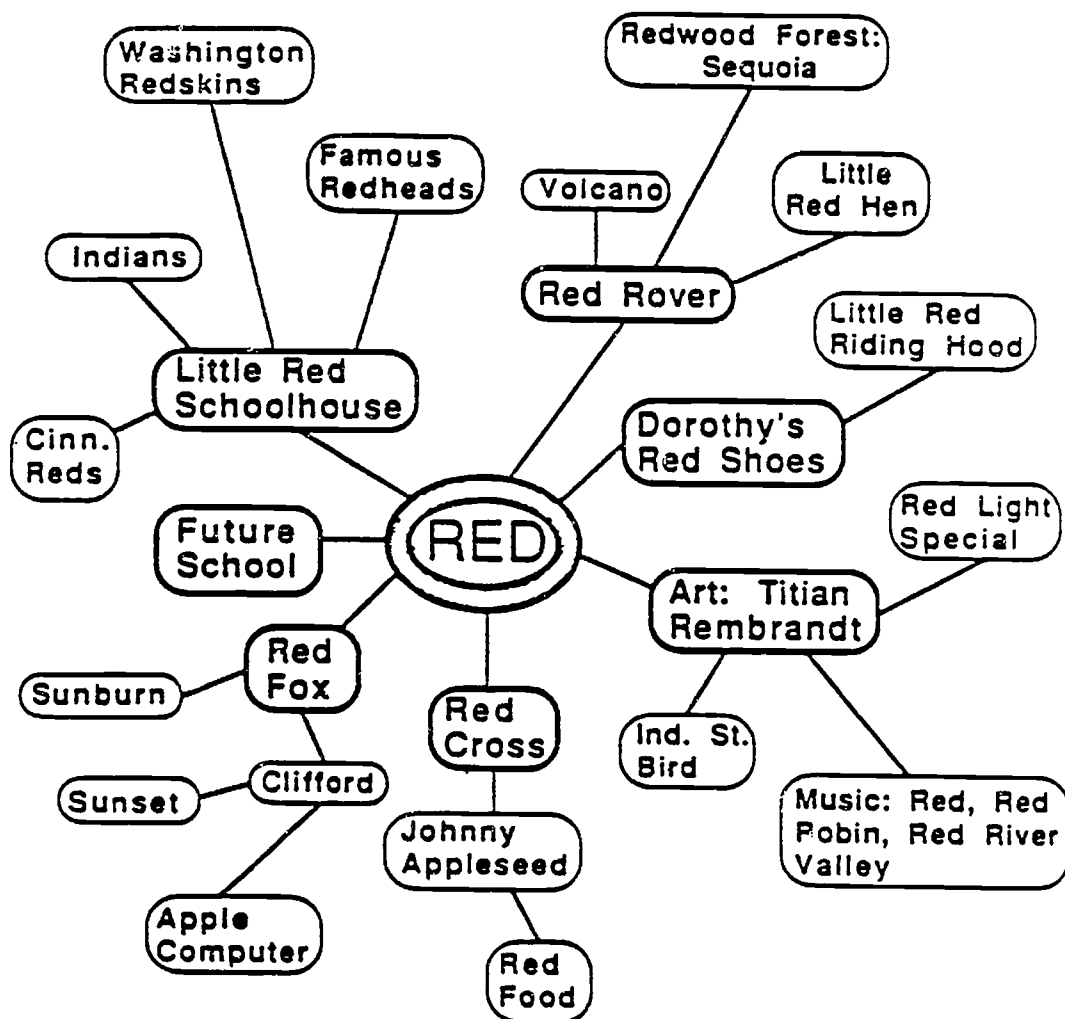 Washington
Redskins
Redwood Forest:
Sequoia
Famous
Redheads
Volcano
Little
Red Hen
Indians
Red Rover
Little Red
Riding Hood
Little Red
Schoolhouse
Dorothy's
Red Shoes
Cinn.
Reds
Red Light
Special
Future
School
RED
Art: Titian
Rembrandt
Red
Fox
Sunburn
Red
Cross
Ind. St.
Bird
Clifford
Sunset
Music: Red, Red
Robin, Red River
Valley
Johnny
Appleseed
Apple
Computer
Red
Food